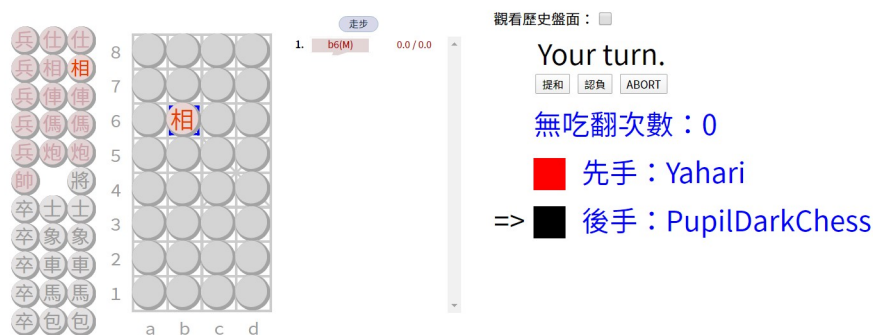 走步
1. b6(M) 0.0 / 0.0
兵仕仕
兵相相
兵俥俥
兵傌傌
兵炮炮
帥 將
卒士士
卒象象
卒車車
卒馬馬
卒包包
8
7
6 相
5
4
3
2
1
a b c d
觀看歷史盤面：
Your turn.
提和 認負 ABORT
無吃翻次數：0
先手：Yahari
=> 後手：PupilDarkChess